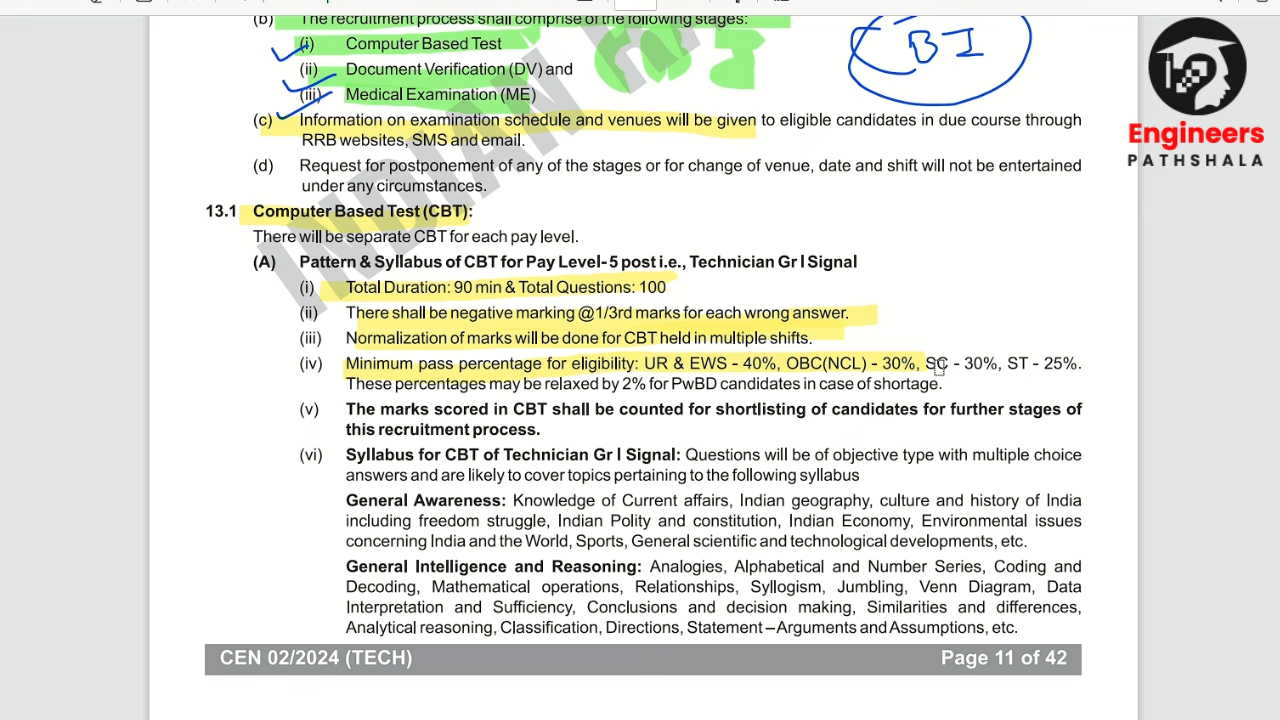 (b) The recruitment process shall comprise of the following stages:
(i) Computer Based Test
(ii) Document Verification (DV) and
(iii) Medical Examination (ME)
(c) Information on examination schedule and venues will be given to eligible candidates in due course through
RRB websites, SMS and email.
(d) Request for postponement of any of the stages or for change of venue, date and shift will not be entertained
under any circumstances.
13.1 Computer Based Test (CBT):
There will be separate CBT for each pay level.
(A) Pattern & Syllabus of CBT for Pay Level-5 post i.e., Technician Gr I Signal
(i) Total Duration: 90 min & Total Questions: 100
(ii) There shall be negative marking @1/3rd marks for each wrong answer.
(iii) Normalization of marks will be done for CBT held in multiple shifts.
(iv) Minimum pass percentage for eligibility: UR & EWS - 40%, OBC(NCL) - 30%, SC - 30%, ST - 25%.
These percentages may be relaxed by 2% for PwBD candidates in case of shortage.
(v) The marks scored in CBT shall be counted for shortlisting of candidates for further stages of
this recruitment process.
(vi) Syllabus for CBT of Technician Gr I Signal: Questions will be of objective type with multiple choice
answers and are likely to cover topics pertaining to the following syllabus
General Awareness: Knowledge of Current affairs, Indian geography, culture and history of India
including freedom struggle, Indian Polity and constitution, Indian Economy, Environmental issues
concerning India and the World, Sports, General scientific and technological developments, etc.
General Intelligence and Reasoning: Analogies, Alphabetical and Number Series, Coding and
Decoding, Mathematical operations, Relationships, Syllogism, Jumbling, Venn Diagram, Data
Interpretation and Sufficiency, Conclusions and decision making, Similarities and differences,
Analytical reasoning, Classification, Directions, Statement – Arguments and Assumptions, etc.
CEN 02/2024 (TECH) Page 11 of 42
INDIAN
Engineers
PATHSHALA